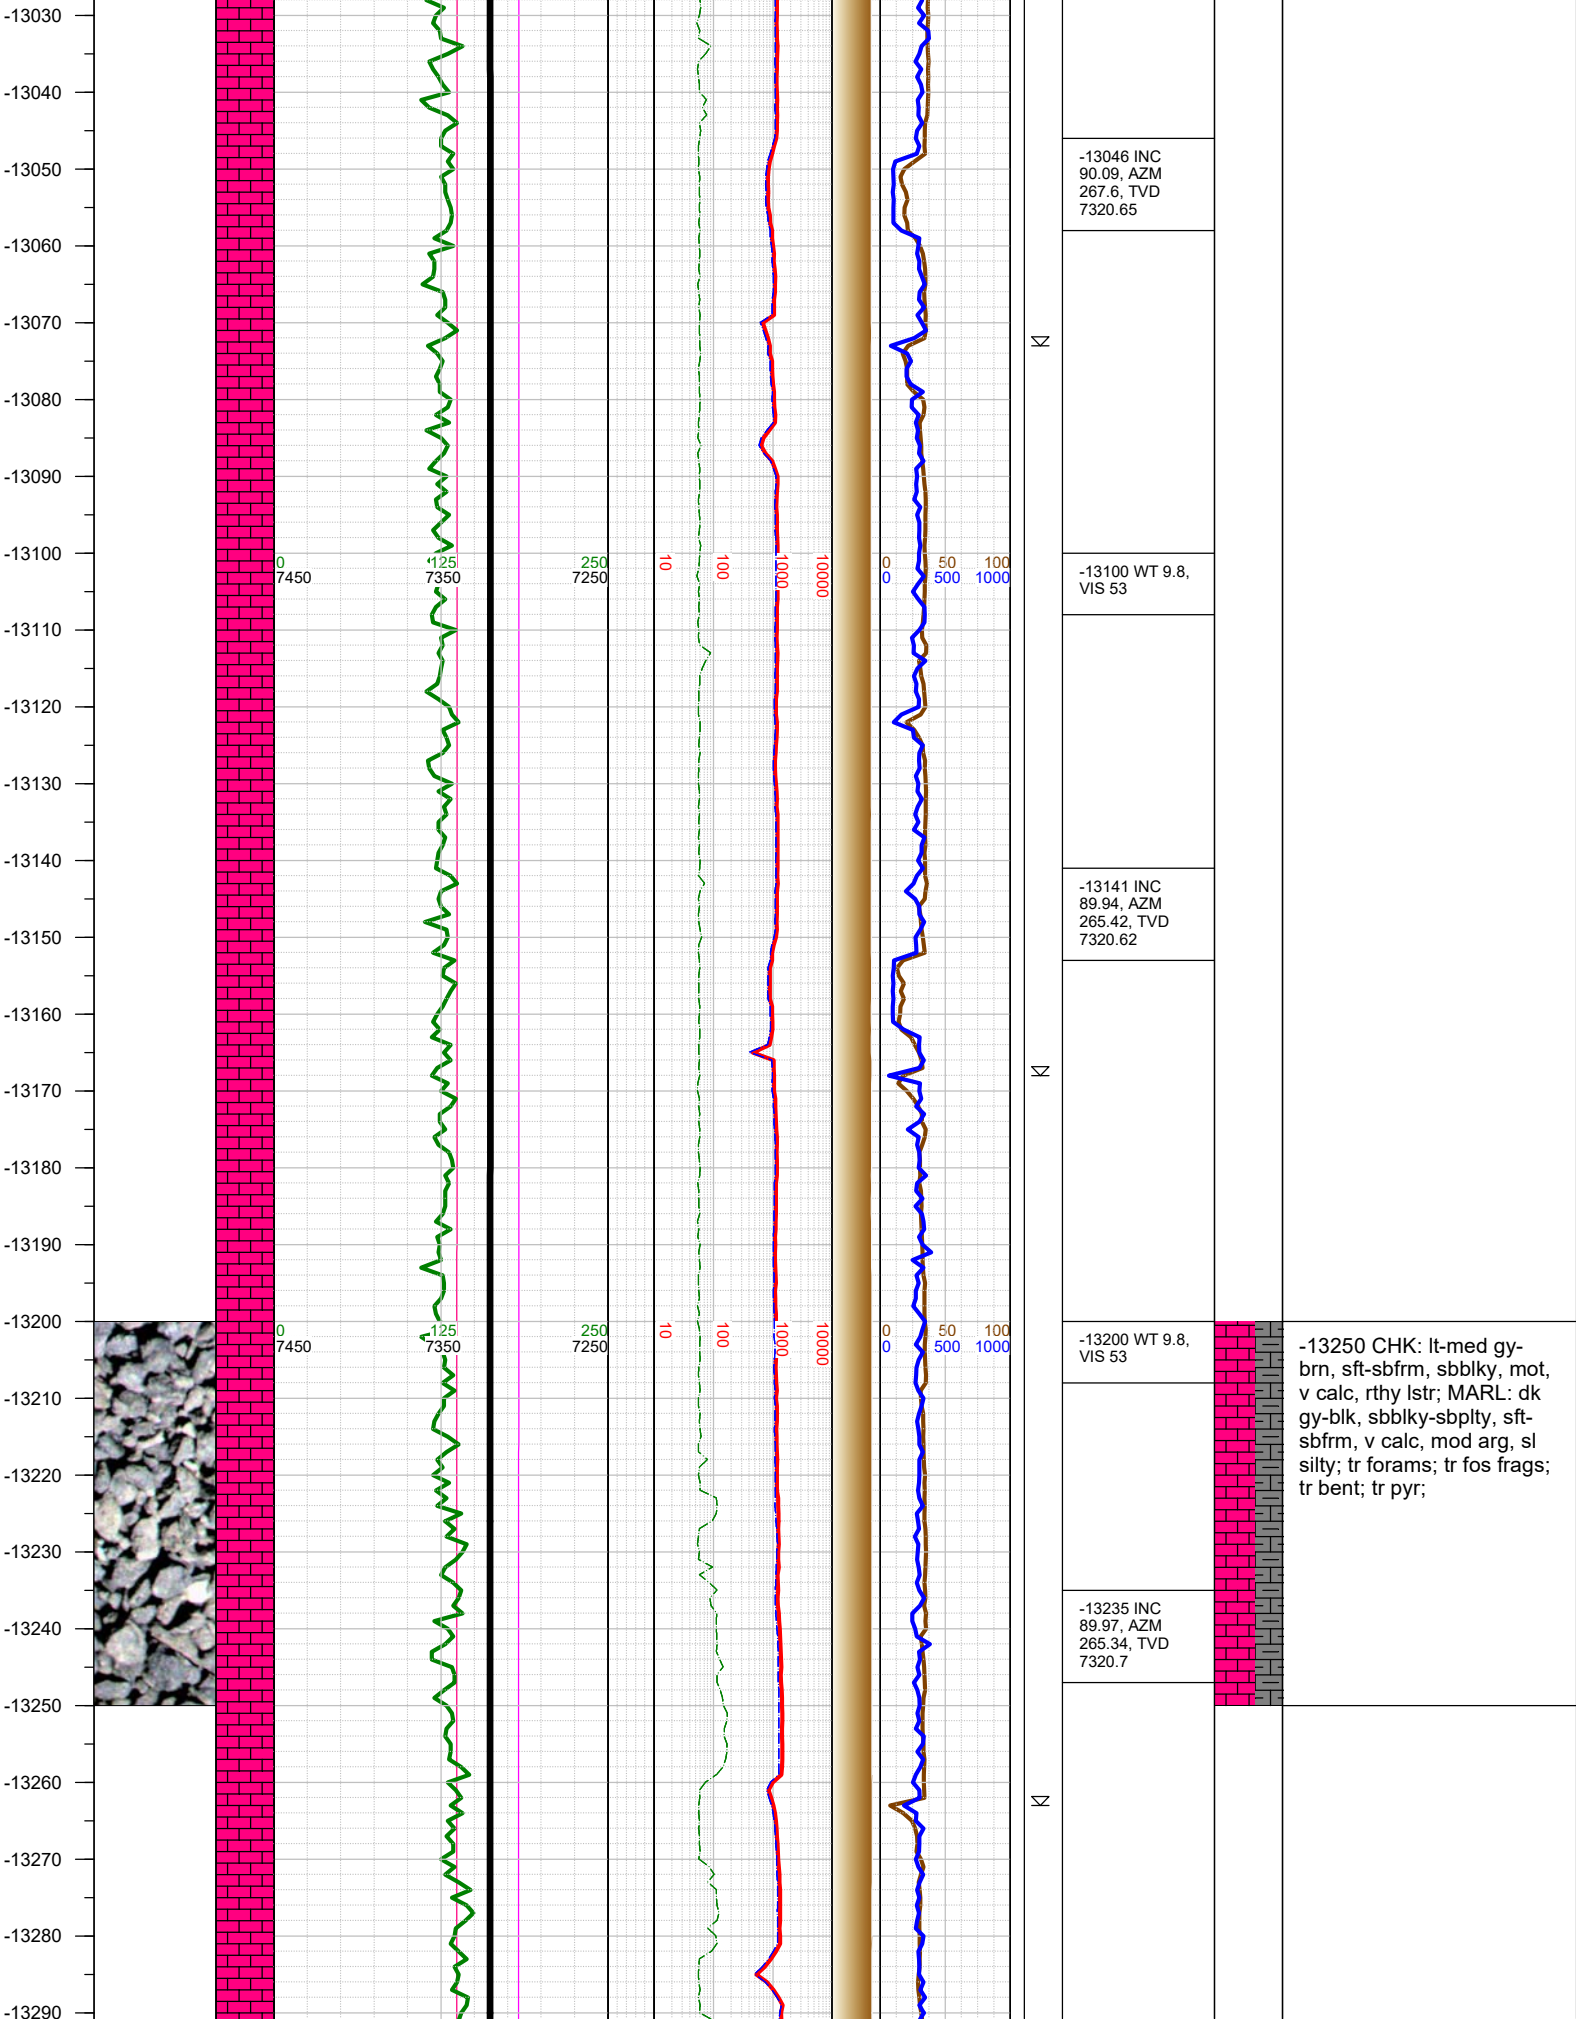 -13030
-13040
-13046 INC
90.09, AZM
267.6, TVD
7320.65
-13050
-13060
-13070
-13080
-13090
-13100
0 125 250
7450 7350 7250
10 100 1000 10000
0 50 100
0 500 1000
-13100 WT 9.8,
VIS 53
-13110
-13120
-13130
-13140
-13141 INC
89.94, AZM
265.42, TVD
7320.62
-13150
-13160
-13170
-13180
-13190
-13200
0 125 250
7450 7350 7250
10 100 1000 10000
0 50 100
0 500 1000
-13200 WT 9.8,
VIS 53
-13250 CHK: lt-med gy-
brn, sft-sbfrm, sbblky, mot,
v calc, rthy lstr; MARL: dk
gy-blk, sbblky-sbplty, sft-
sbfrm, v calc, mod arg, sl
silty; tr forams; tr fos frags;
tr bent; tr pyr;
-13210
-13220
-13230
-13235 INC
89.97, AZM
265.34, TVD
7320.7
-13240
-13250
-13260
-13270
-13280
-13290